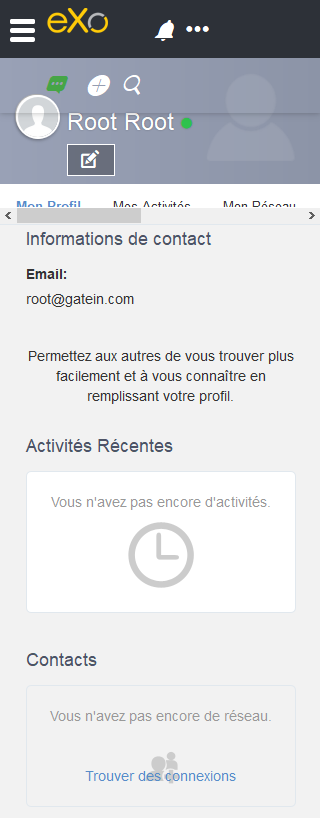 eXo
Root Root
Mon Profil Mes Activités Mon Réseau
Informations de contact
Email:
root@gatein.com
Permettez aux autres de vous trouver plus
facilement et à vous connaître en
remplissant votre profil.
Activités Récentes
Vous n'avez pas encore d'activités.
Contacts
Vous n'avez pas encore de réseau.
Trouver des connexions